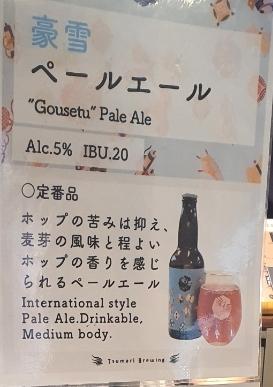 豪雪
ペールエール
"Gousetu" Pale Ale
Alc.5% IBU.20
○定番品
ホップの苦みは抑え、
麦芽の風味と程よい
ホップの香りを感じ
られるペールエール
International style
Pale Ale.Drinkable,
Medium body.
Tsumari Brewing